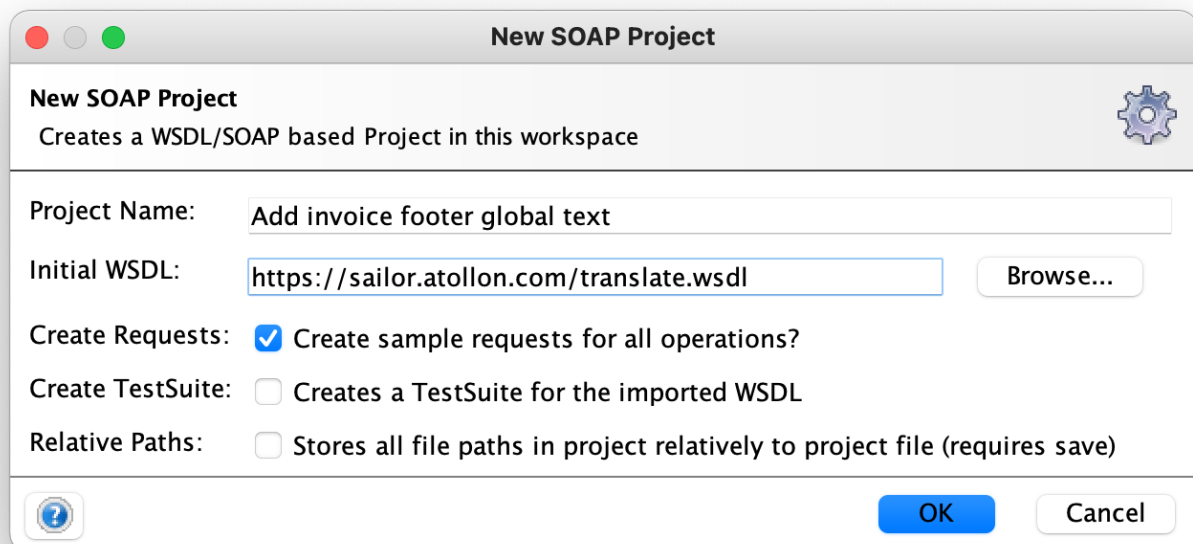 New SOAP Project
New SOAP Project
Creates a WSDL/SOAP based Project in this workspace
Project Name: Add invoice footer global text
Initial WSDL: https://sailor.atollon.com/translate.wsdl Browse...
Create Requests: Create sample requests for all operations?
Create TestSuite: Creates a TestSuite for the imported WSDL
Relative Paths: Stores all file paths in project relatively to project file (requires save)
? OK Cancel